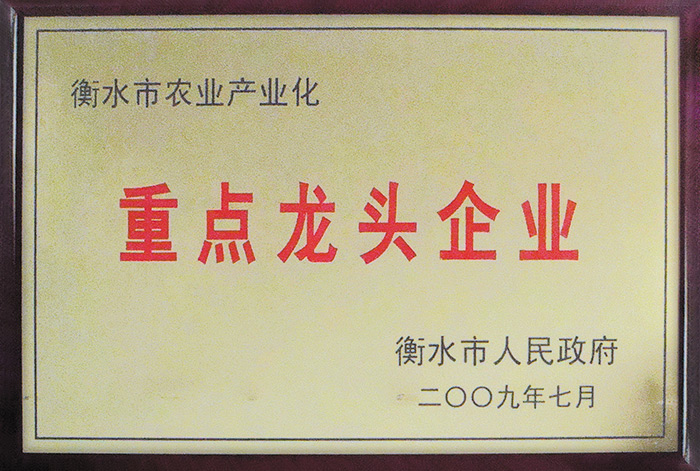 衡水市农业产业化
重点龙头企业
衡水市人民政府
二〇〇九年七月